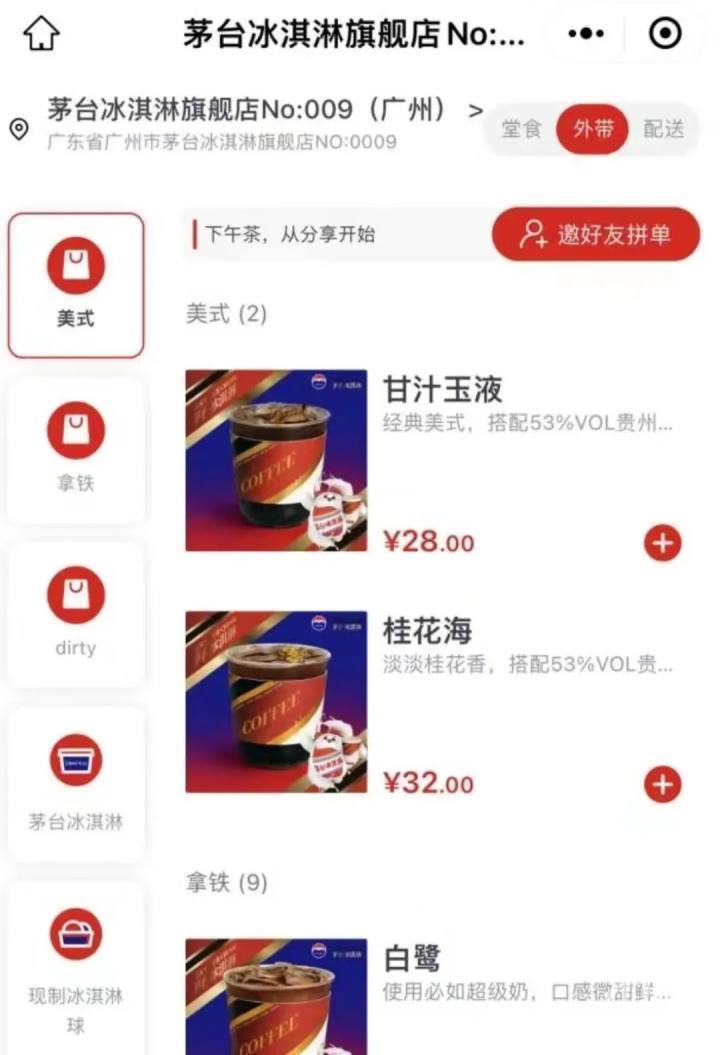 茅台冰淇淋旗舰店No:...
茅台冰淇淋旗舰店No:009（广州） >
广东省广州市茅台冰淇淋旗舰店NO:0009
堂食
外带
配送
下午茶，从分享开始
邀好友拼单
美式
拿铁
dirty
茅台冰淇淋
现制冰淇淋
球
美式 (2)
COFFEE
甘汁玉液
经典美式，搭配53%VOL贵州...
¥28.00
COFFEE
桂花海
淡淡桂花香，搭配53%VOL贵...
¥32.00
拿铁 (9)
COFFEE
白鹭
使用必如超级奶，口感微甜鲜...